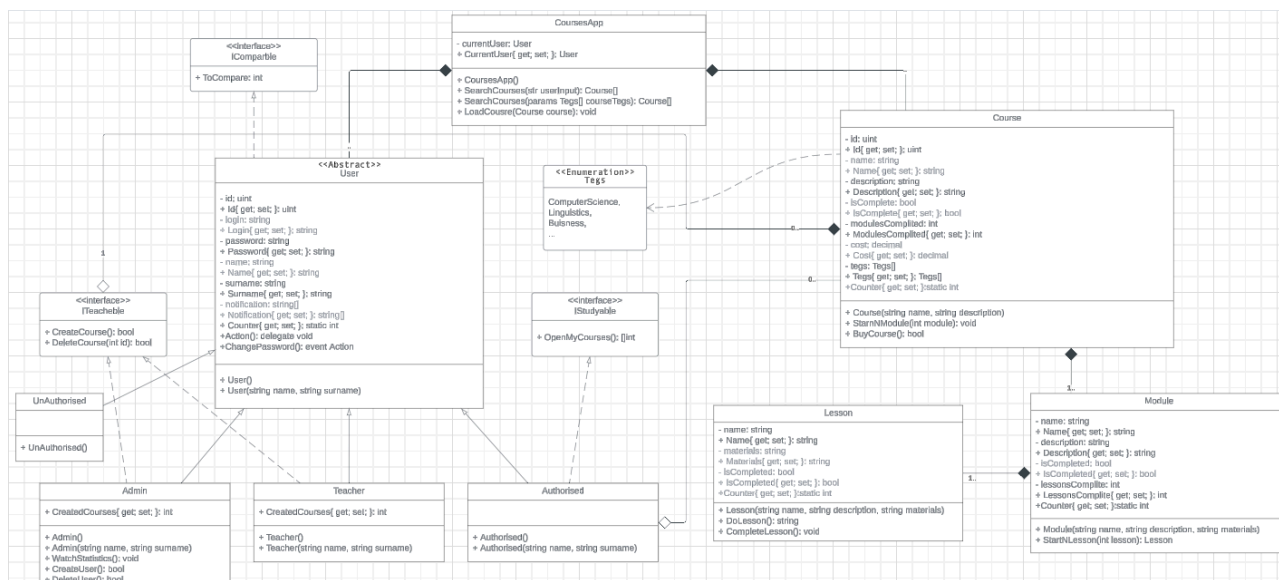 CoursesApp
- currentUser: User
+ CurrentUser{ get; set; }: User
+ CoursesApp()
+ SearchCourses(str userInput): Course[]
+ SearchCourses(params Tegs[] courseTegs): Course[]
+ LoadCousre(Course course): void
<<Interface>>
IComparble
+ ToCompare: int
Course
- id: uint
+ Id{ get; set; }: uint
- name: string
+ Name{ get; set; }: string
- description; string
+ Description{ get; set; }: string
- isComplete: bool
+ IsComplete{ get; set; }: bool
- modulesComplited: int
+ ModulesComplited{ get; set; }: int
- cost: decimal
+ Cost{ get; set; }: decimal
- tegs: Tegs[]
+ Tegs{ get; set; }: Tegs[]
+Counter{ get; set; }:static int
+ Course(string name, string description)
+ StarnNModule(int module): void
+ BuyCourse(): bool
<<Abstract>>
User
- id; uint
+ Id{ get; set; }: uint
- login: string
+ Login{ get; set; }: string
- password: string
+ Password{ get; set; }: string
- name: string
+ Name{ get; set; }: string
- surname: string
+ Surname{ get; set; }: string
- notification: string[]
+ Notification{ get; set; }: string[]
+ Counter{ get; set; }; static int
+Action(): delegate void
+ChangePassword(): event Action
+ User()
+ User(string name, string surname)
<<Enumeration>>
Tegs
ComputerScience,
Linguistics,
Buisness,
...
1
0..
0..
<<Interface>>
ITeacheble
+ CreateCourse(): bool
+ DeleteCourse(int id): bool
<<Interface>>
IStudyable
+ OpenMyCourses(): []int
UnAuthorised
+ UnAuthorised()
1..
Lesson
- name: string
+ Name{ get; set; }: string
- materials: string
+ Materials{ get; set; }: string
- isCompleted: bool
+ IsCompleted{ get; set; }: bool
+Counter{ get; set; }:static int
+ Lesson(string name, string description, string materials)
+ DoLesson(): string
+ CompleteLesson(): void
1..
Module
- name: string
+ Name{ get; set; }: string
- description: string
+ Description{ get; set; }: string
- isCompleted: bool
+ IsCompleted{ get; set; }: bool
- lessonsComplite: int
+ LessonsComplite{ get; set; }: int
+Counter{ get; set; }:static int
+ Module(string name, string description, string materials)
+ StartNLesson(int lesson): Lesson
Admin
+ CreatedCourses{ get; set; }: int
+ Admin()
+ Admin(string name, string surname)
+ WatchStatistics(): void
+ CreateUser(): bool
+ DeleteUser(): bool
Teacher
+ CreatedCourses{ get; set; }: int
+ Teacher()
+ Teacher(string name, string surname)
Authorised
+ Authorised()
+ Authorised(string name, string surname)